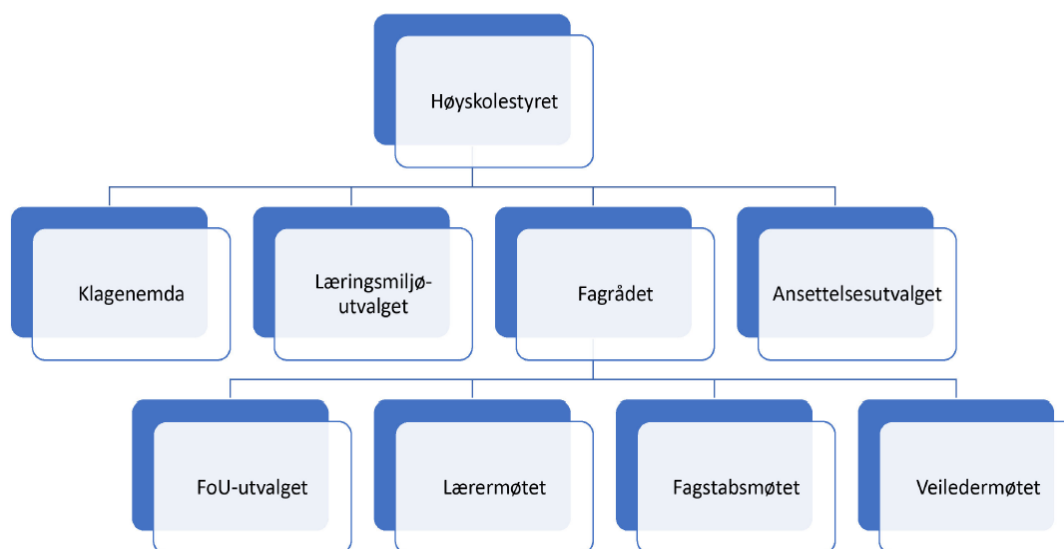 Høyskolestyret
Klagenemda
Læringsmiljø-
utvalget
Fagrådet
Ansettelsesutvalget
FoU-utvalget
Lærermøtet
Fagstabsmøtet
Veiledermøtet